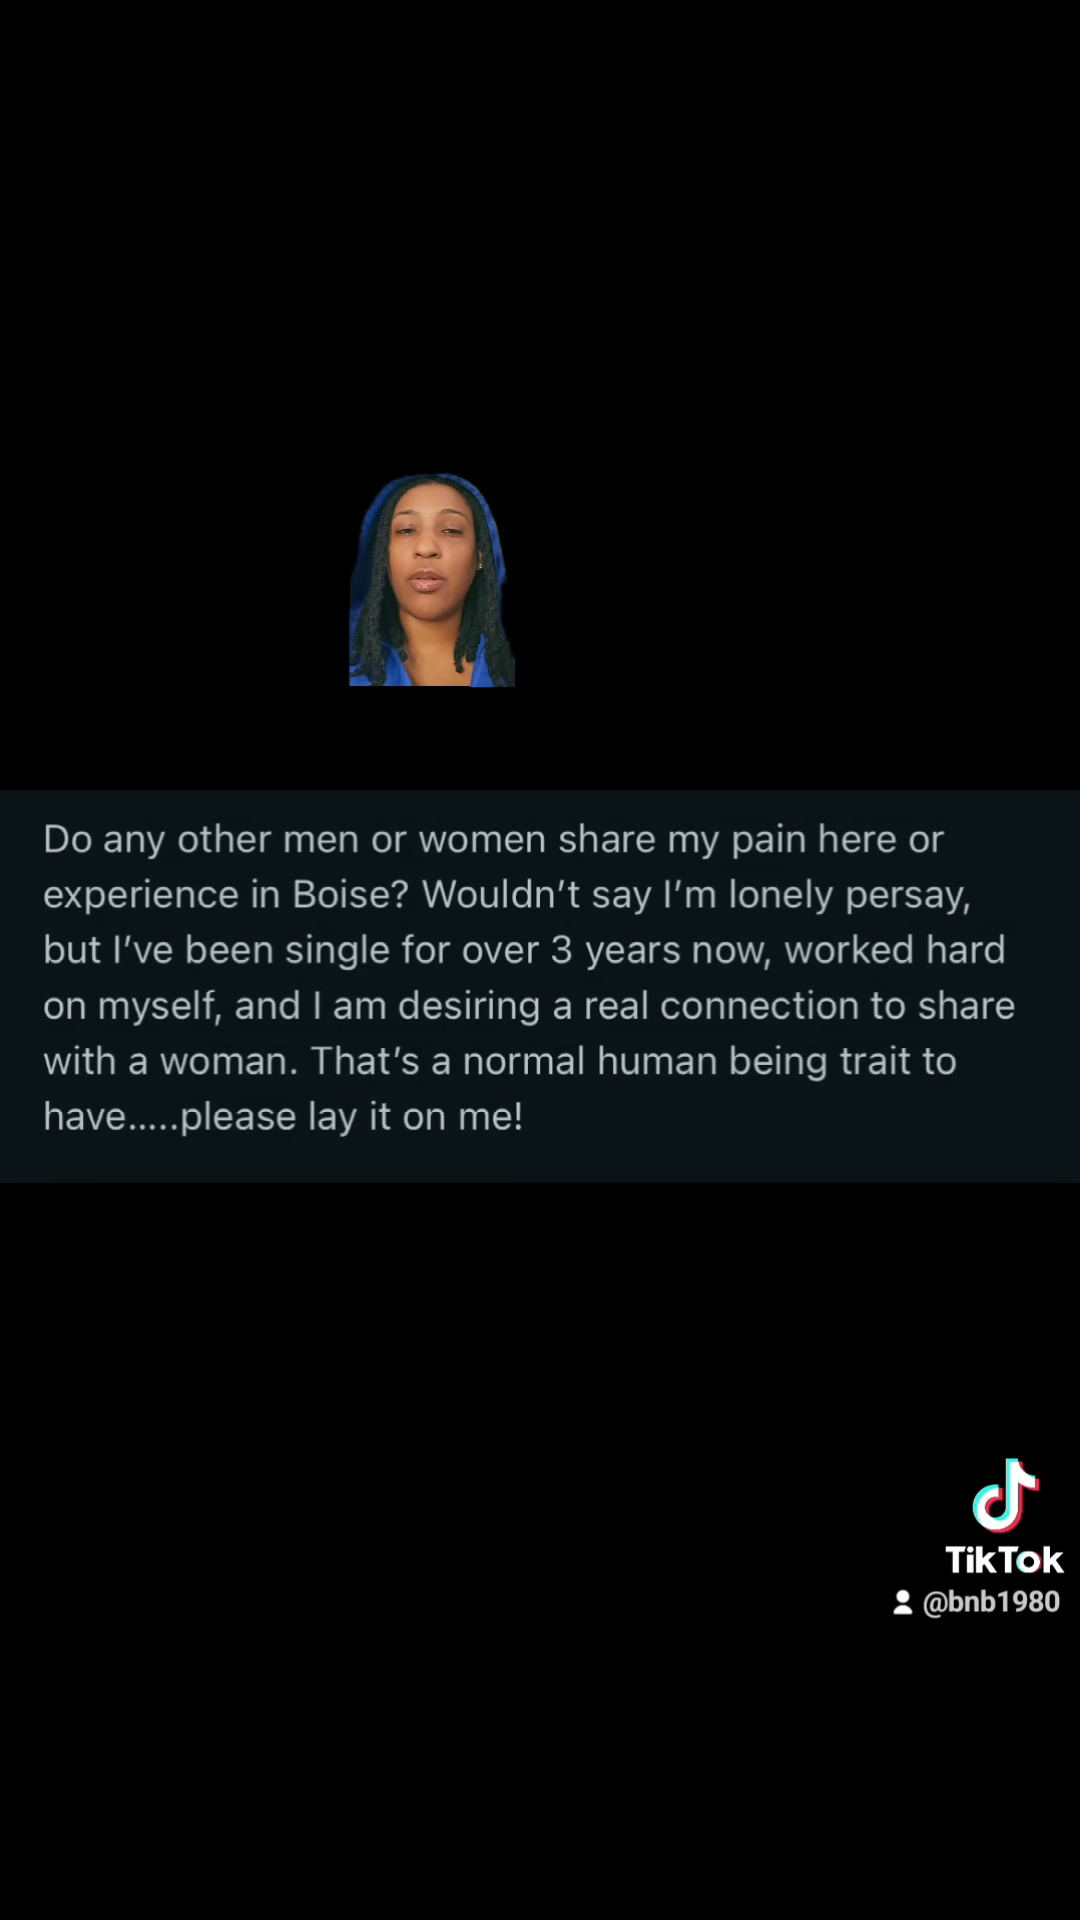 Do any other men or women share my pain here or
experience in Boise? Wouldn’t say I’m lonely persay,
but I’ve been single for over 3 years now, worked hard
on myself, and I am desiring a real connection to share
with a woman. That’s a normal human being trait to
have.....please lay it on me!
TikTok
@bnb1980